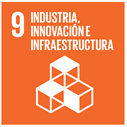 9 INDUSTRIA,
INNOVACIÓN E
INFRAESTRUCTURA